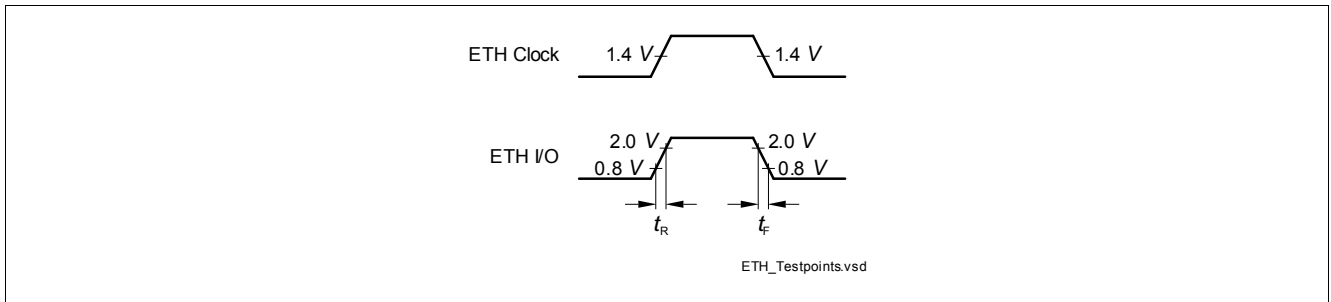 ETH Clock 1.4 V 1.4 V
2.0 V 2.0 V
ETH I/O
0.8 V 0.8 V
tR tF
ETH_Testpoints.vsd